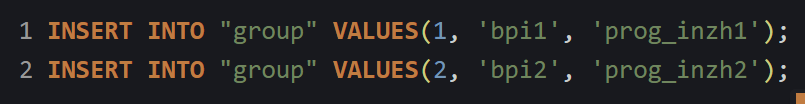 1 INSERT INTO "group" VALUES(1, 'bpi1', 'prog_inzh1');
2 INSERT INTO "group" VALUES(2, 'bpi2', 'prog_inzh2');